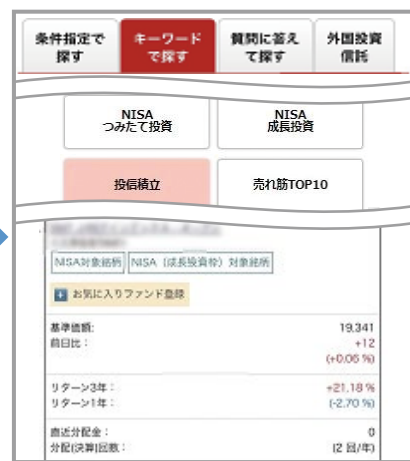 条件指定で
探す
キーワード
で探す
質問に答え
て探す
外国投資
信託
NISA
つみたて投資
NISA
成長投資
投信積立
売れ筋TOP10
NISA対象銘柄 NISA（成長投資枠）対象銘柄
+ お気に入りファンド登録
基準価額: 19,341
前日比： +12
(+0.06 %)
リターン3年： +21.18 %
リターン1年： (-2.70 %)
直近分配金： 0
分配(決算)回数： (2 回/年)